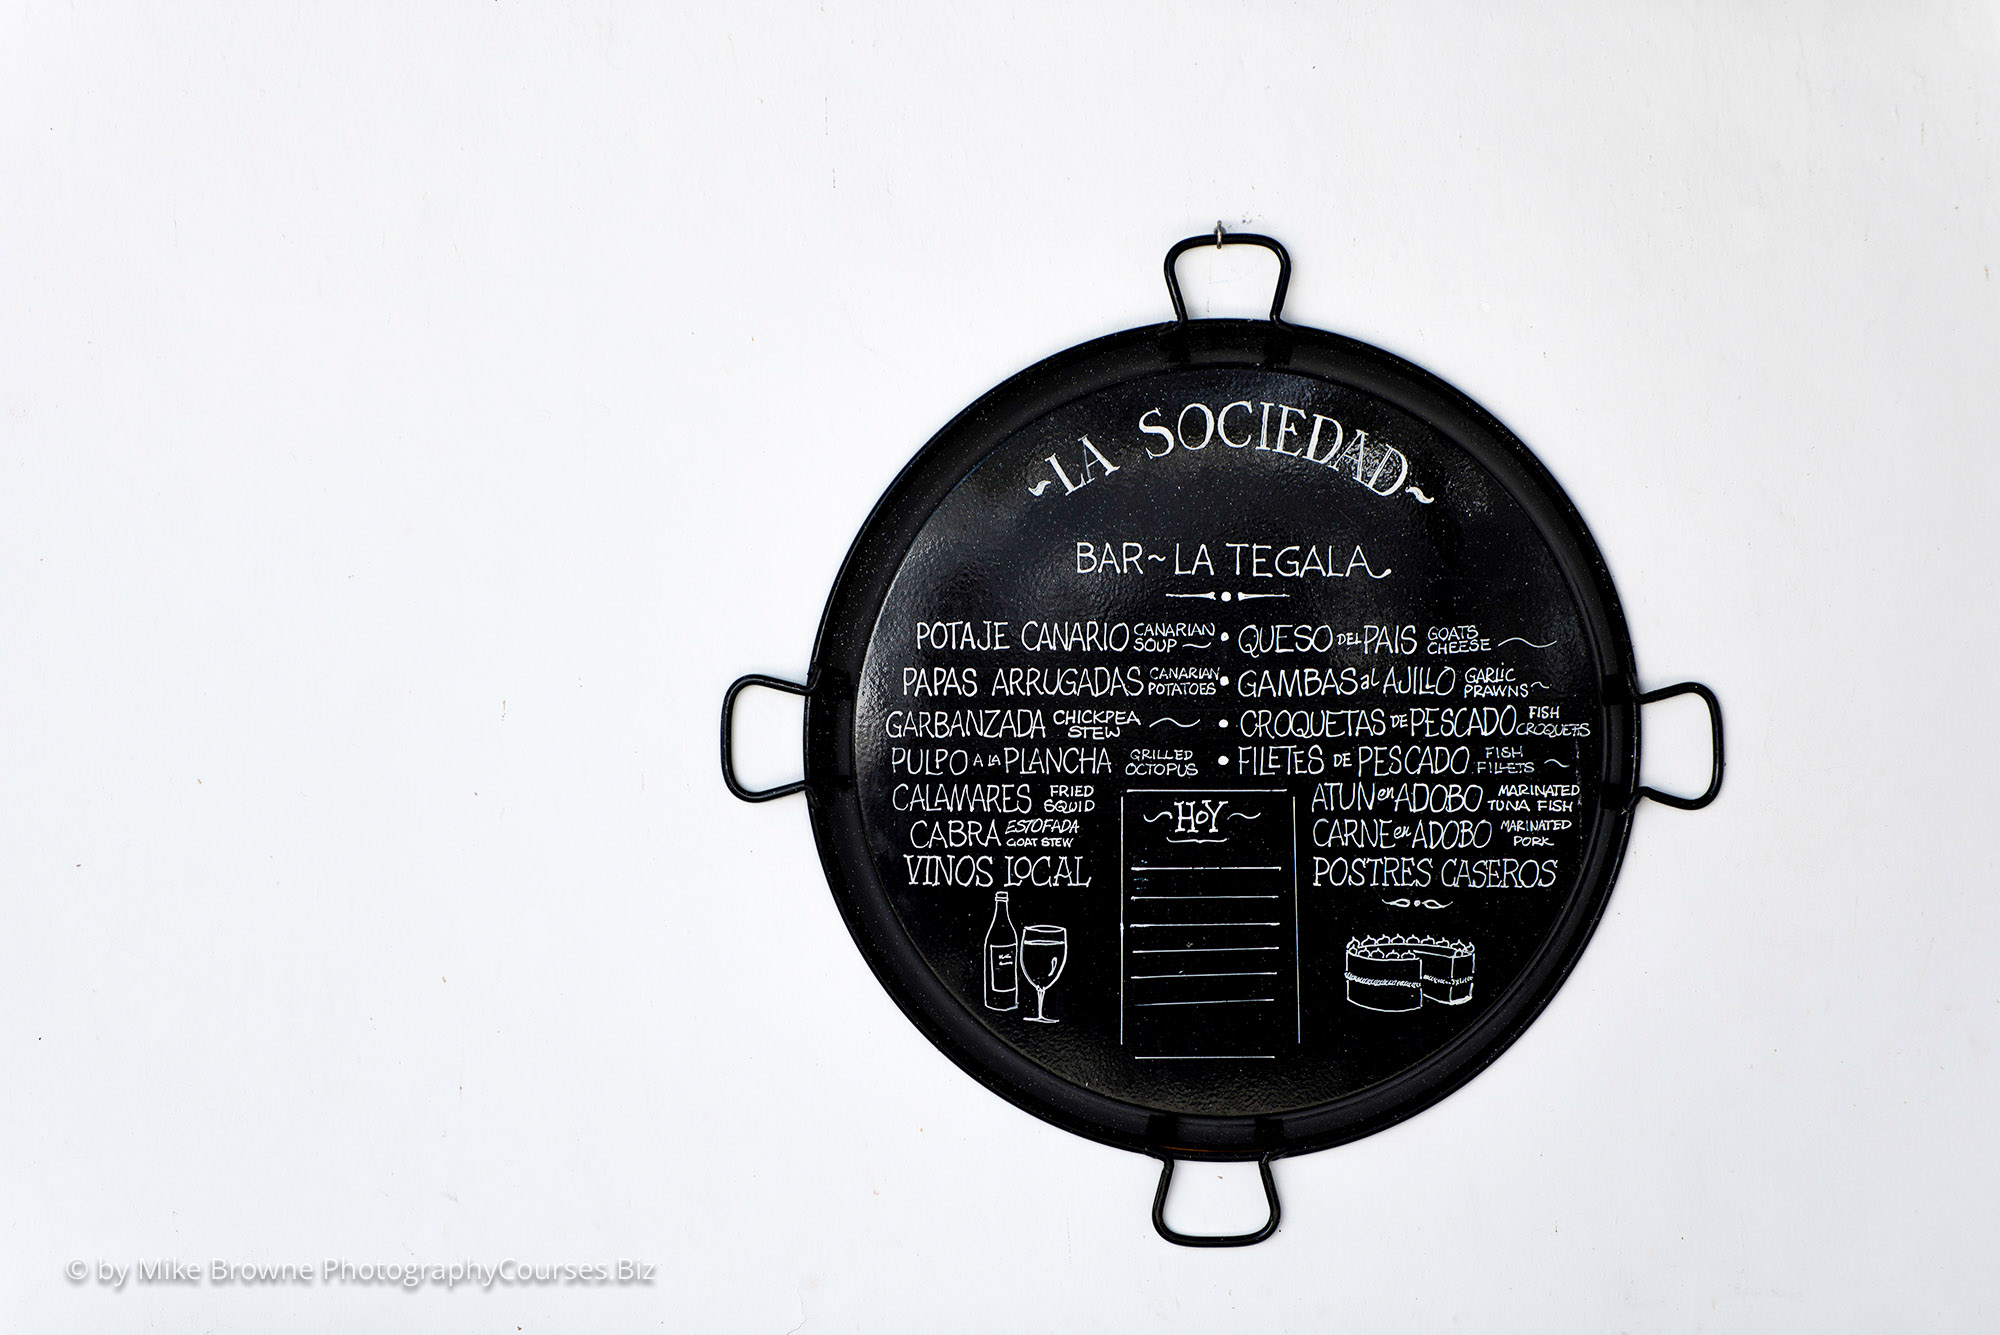 ~LA SOCIEDAD~
BAR~LA TEGALA
POTAJE CANARIO CANARIAN SOUP • QUESO DEL PAIS GOATS CHEESE
PAPAS ARRUGADAS CANARIAN POTATOES • GAMBAS al AJILLO GARLIC PRAWNS
GARBANZADA CHICKPEA STEW • CROQUETAS DE PESCADO FISH CROQUETS
PULPO A LA PLANCHA GRILLED OCTOPUS • FILETES DE PESCADO FISH FILLETS
CALAMARES FRIED SQUID
CABRA ESTOFADA GOAT STEW
VINOS LOCAL
~HOY~
ATUN en ADOBO MARINATED TUNA FISH
CARNE en ADOBO MARINATED PORK
POSTRES CASEROS
© by Mike Browne PhotographyCourses.Biz